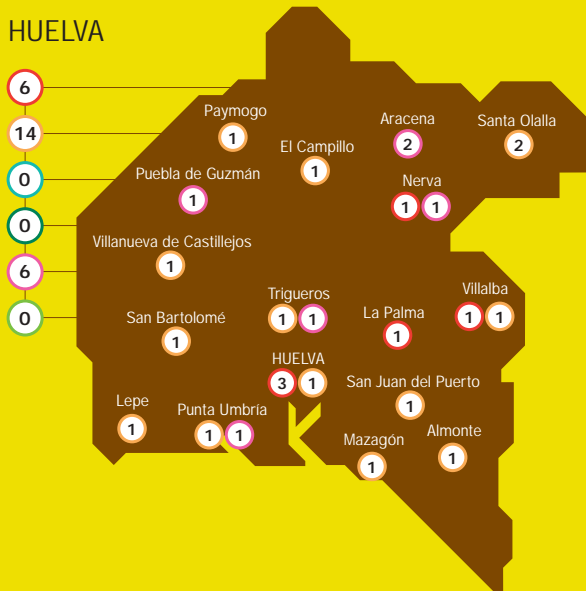 HUELVA
6
14
0
0
6
0
Paymogo
1
El Campillo
1
Aracena
2
Santa Olalla
2
Puebla de Guzmán
1
Nerva
1 1
Villanueva de Castillejos
1
San Bartolomé
1
Trigueros
1 1
La Palma
1
Villalba
1 1
HUELVA
3 1
San Juan del Puerto
1
Lepe
1
Punta Umbría
1 1
Mazagón
1
Almonte
1